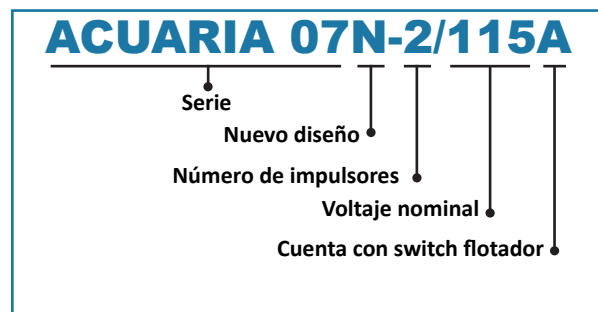 ACUARIA 07N-2/115A
Serie
Nuevo diseño
Número de impulsores
Voltaje nominal
Cuenta con switch flotador